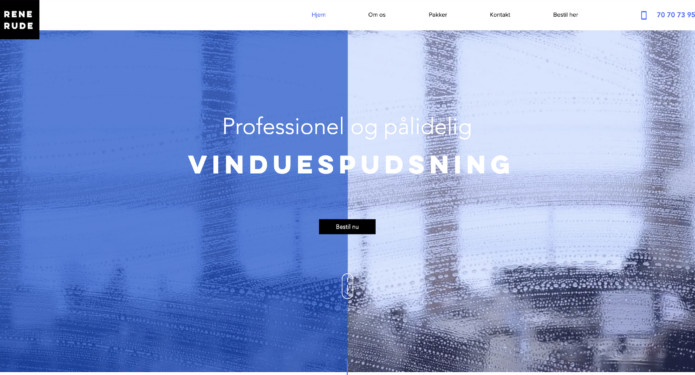 RENE
RUDE
Hjem
Om os
Pakker
Kontakt
Bestil her
70 70 73 95
Professionel og pålidelig
VINDUESPUDSNING
Bestil nu